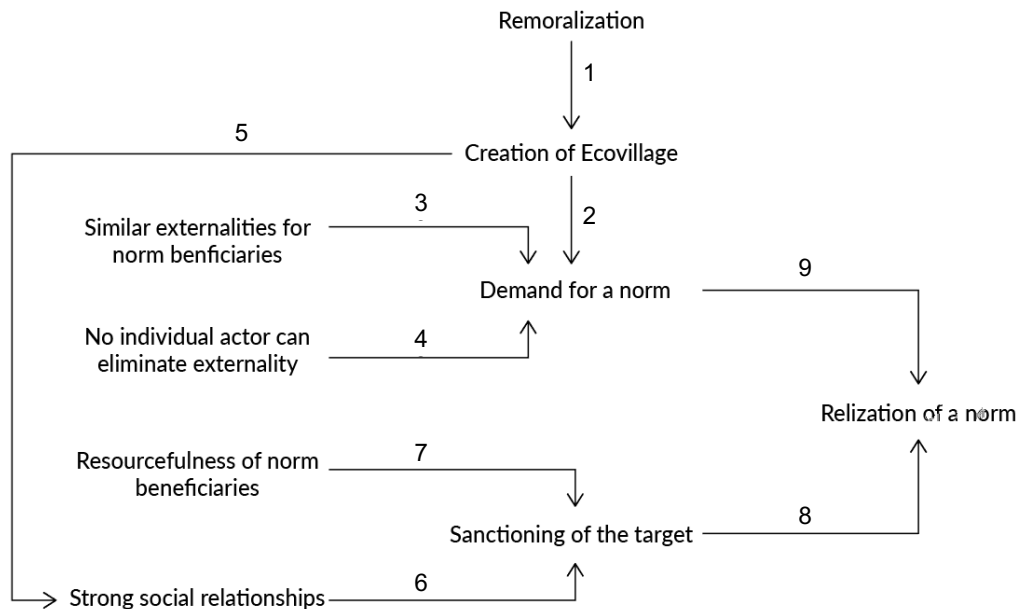 Remoralization
1
5
Creation of Ecovillage
3
2
Similar externalities for
norm benficiaries
9
Demand for a norm
No individual actor can
eliminate externality
4
Relization of a norm
Resourcefulness of norm
beneficiaries
7
8
Sanctioning of the target
6
Strong social relationships